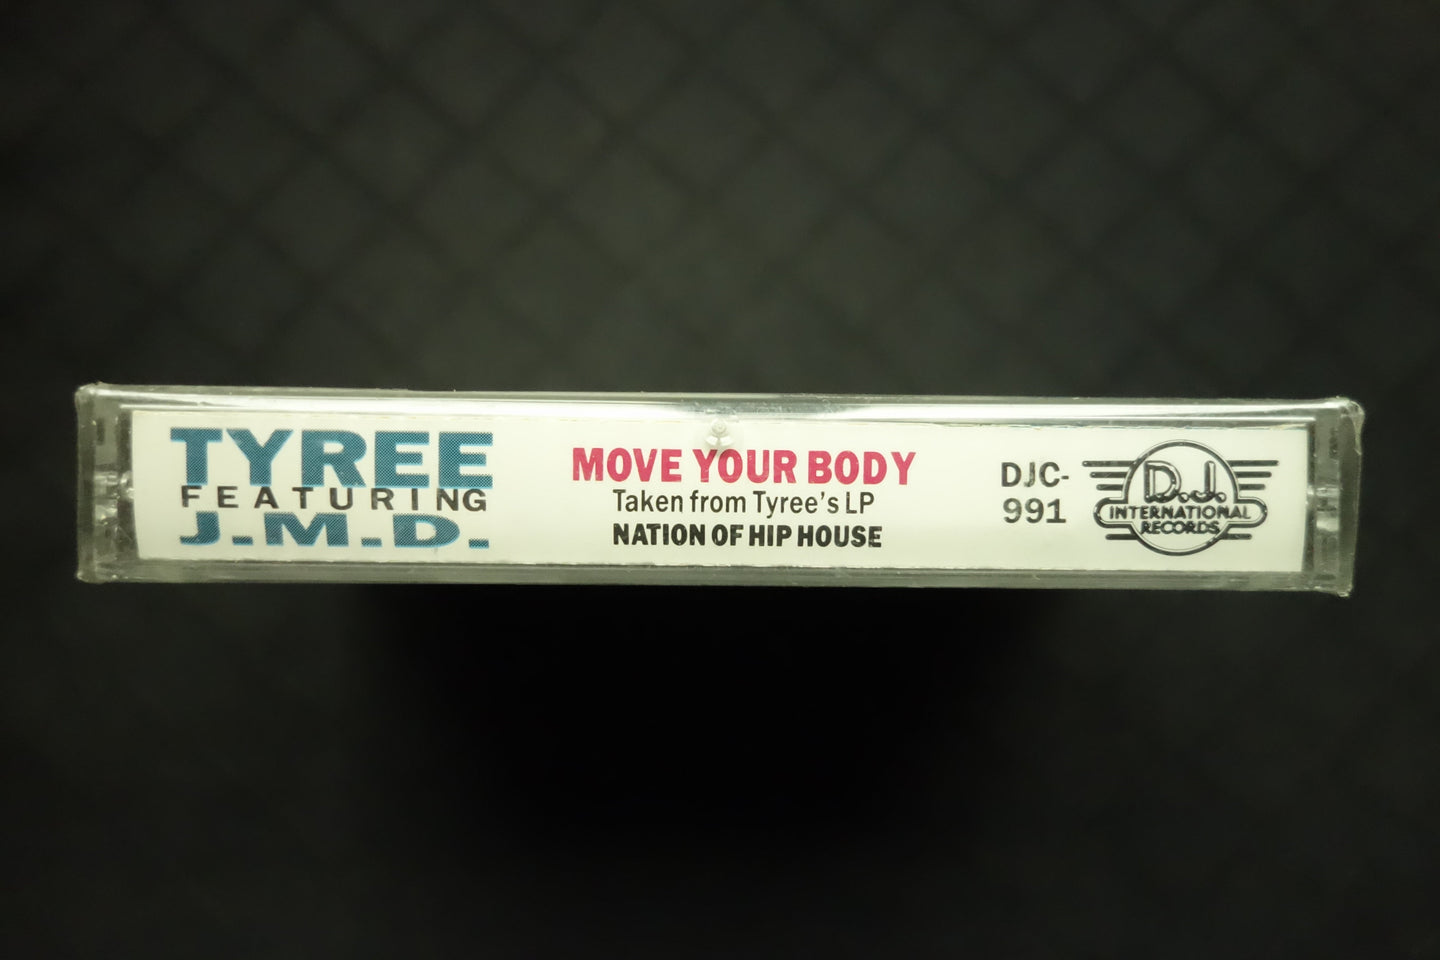 TYREE
FEATURING
J.M.D.
MOVE YOUR BODY
Taken from Tyree's LP
NATION OF HIP HOUSE
DJC-
991
D.J.
INTERNATIONAL
RECORDS